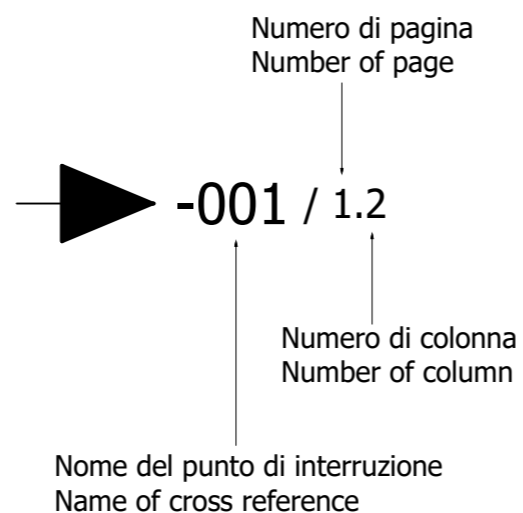 Numero di pagina
Number of page
-001 / 1.2
Numero di colonna
Number of column
Nome del punto di interruzione
Name of cross reference